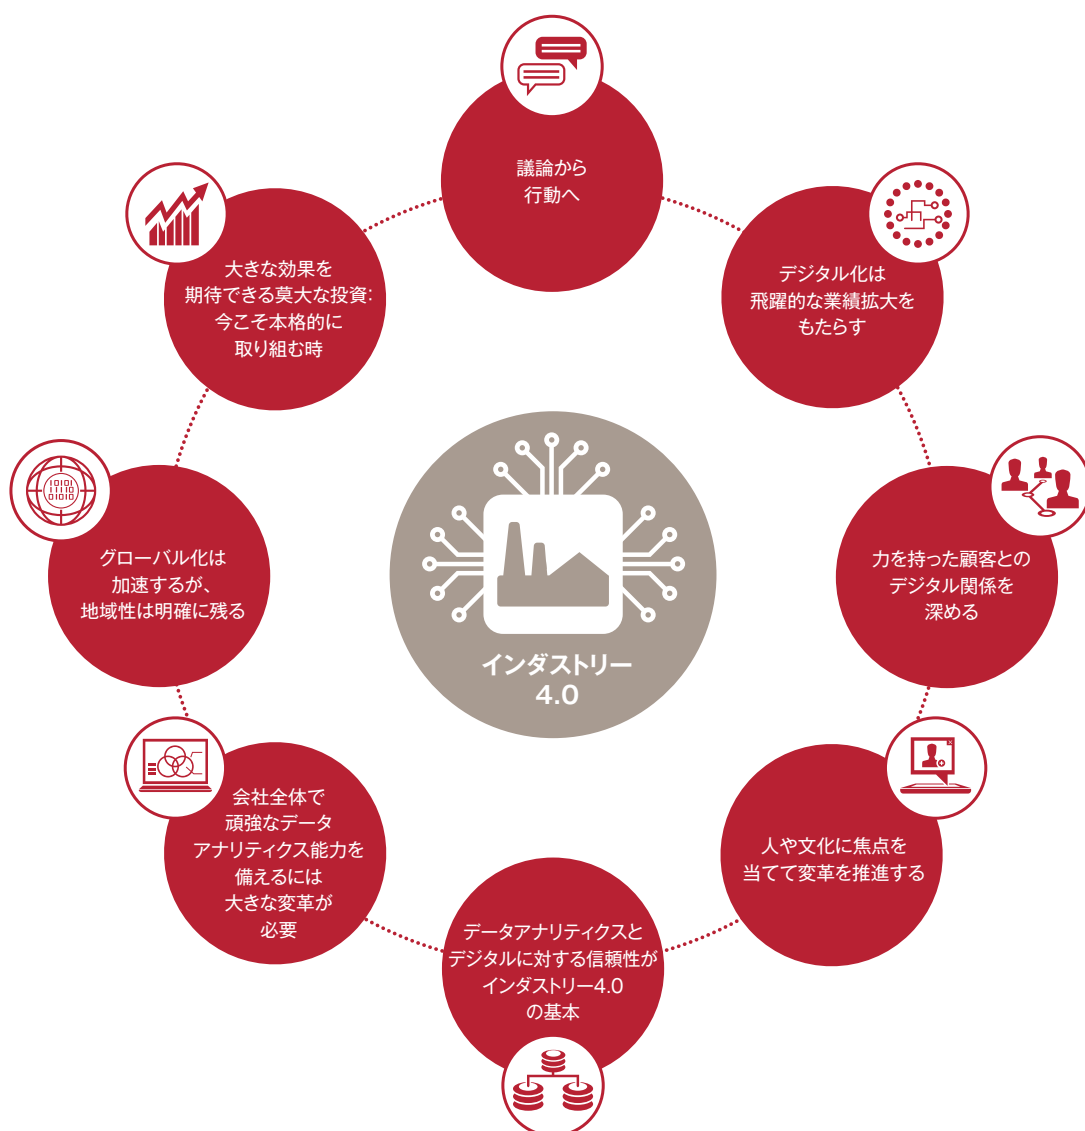 議論から
行動へ
デジタル化は
飛躍的な業績拡大を
もたらす
力を持った顧客との
デジタル関係を
深める
人や文化に焦点を
当てて変革を推進する
データアナリティクスと
デジタルに対する信頼性が
インダストリー4.0
の基本
会社全体で
頑強なデータ
アナリティクス能力を
備えるには
大きな変革が
必要
グローバル化は
加速するが、
地域性は明確に残る
大きな効果を
期待できる莫大な投資:
今こそ本格的に
取り組む時
インダストリー
4.0
10101
11110
01010